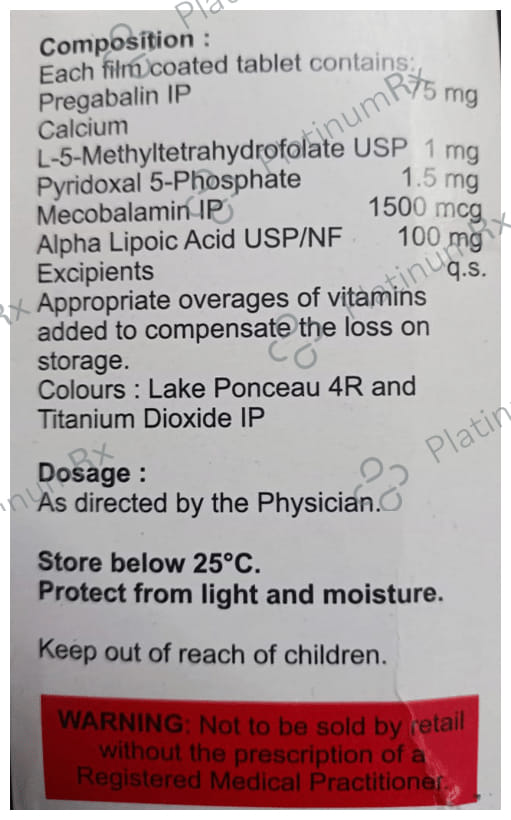 Composition :
Each film coated tablet contains:
Pregabalin IP 75 mg
Calcium
L-5-Methyltetrahydrofolate USP 1 mg
Pyridoxal 5-Phosphate 1.5 mg
Mecobalamin IP 1500 mcg
Alpha Lipoic Acid USP/NF 100 mg
Excipients q.s.
Appropriate overages of vitamins
added to compensate the loss on
storage.
Colours : Lake Ponceau 4R and
Titanium Dioxide IP
Dosage :
As directed by the Physician.
Store below 25°C.
Protect from light and moisture.
Keep out of reach of children.
WARNING: Not to be sold by retail
without the prescription of a
Registered Medical Practitioner.
PlatinumRx
PlatinumRx